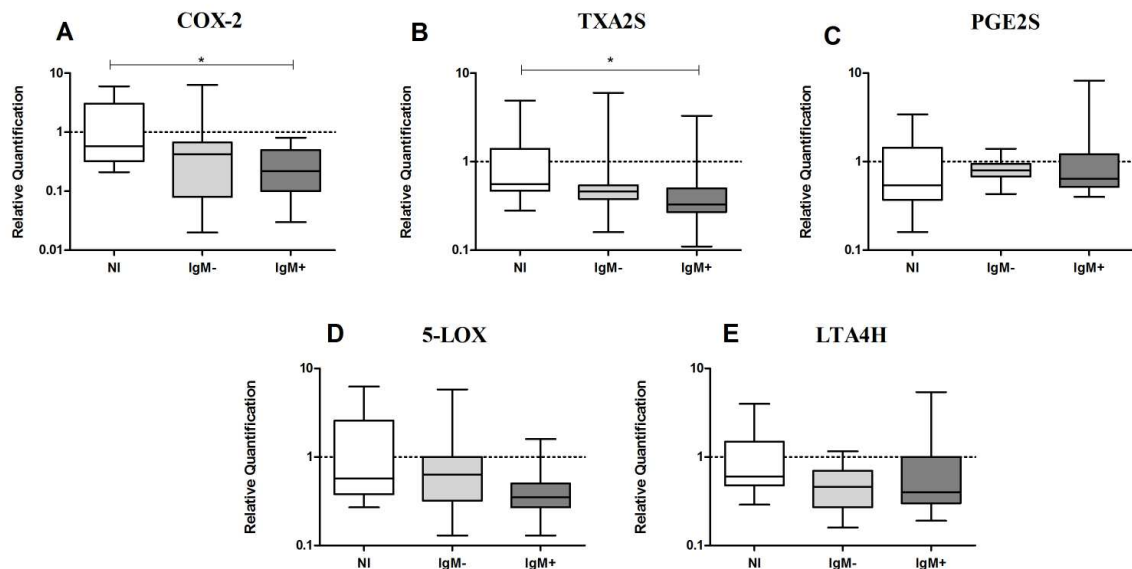 A COX-2
*
Relative Quantification
10
1
0.1
0.01
NI IgM- IgM+
B TXA2S
*
Relative Quantification
10
1
0.1
NI IgM- IgM+
C PGE2S
Relative Quantification
10
1
0.1
NI IgM- IgM+
D 5-LOX
Relative Quantification
10
1
0.1
NI IgM- IgM+
E LTA4H
Relative Quantification
10
1
0.1
NI IgM- IgM+